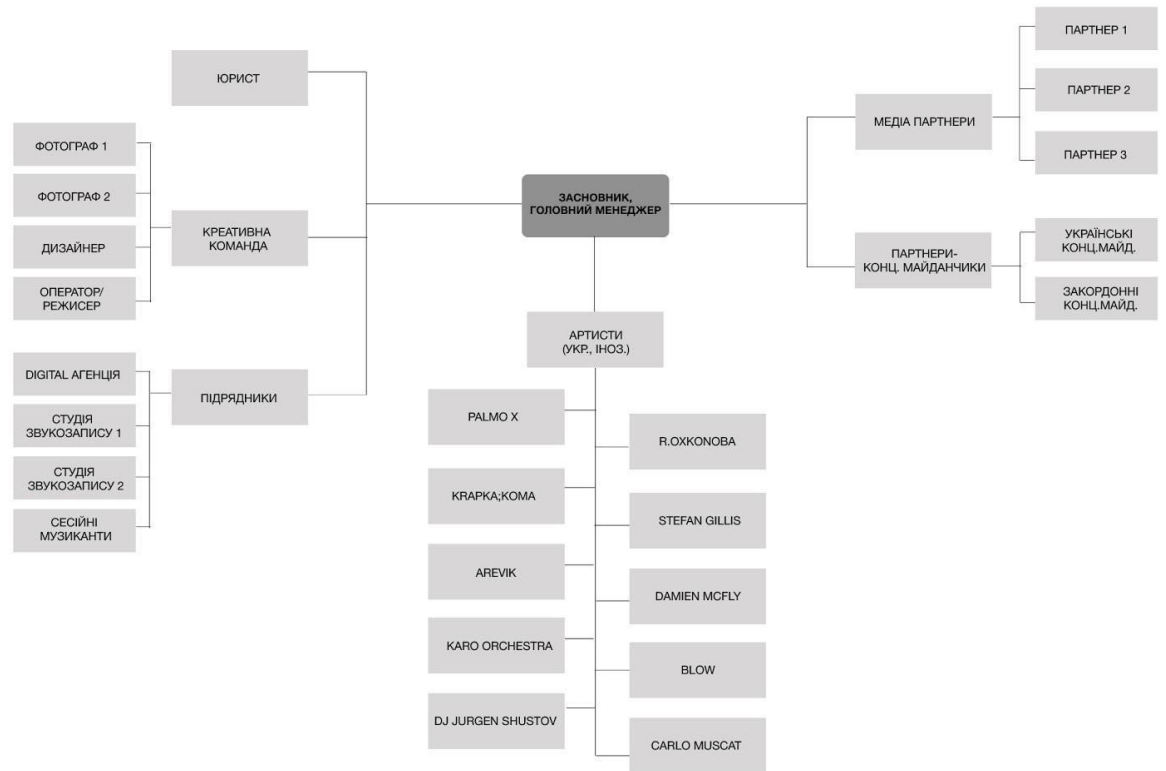 ПАРТНЕР 1
ЮРИСТ
ПАРТНЕР 2
МЕДІА ПАРТНЕРИ
ФОТОГРАФ 1
ПАРТНЕР 3
ФОТОГРАФ 2
ЗАСНОВНИК,
ГОЛОВНИЙ МЕНЕДЖЕР
КРЕАТИВНА
КОМАНДА
ДИЗАЙНЕР
УКРАЇНСЬКІ
КОНЦ.МАЙД.
ПАРТНЕРИ-
КОНЦ. МАЙДАНЧИКИ
ОПЕРАТОР/
РЕЖИСЕР
ЗАКОРДОННІ
КОНЦ.МАЙД.
АРТИСТИ
(УКР., ІНОЗ.)
DIGITAL АГЕНЦІЯ
ПІДРЯДНИКИ
СТУДІЯ
ЗВУКОЗАПИСУ 1
СТУДІЯ
ЗВУКОЗАПИСУ 2
СЕСІЙНІ
МУЗИКАНТИ
PALMO X
R.OXKONOBA
KRAPKA;KOMA
STEFAN GILLIS
AREVIK
DAMIEN MCFLY
KARO ORCHESTRA
BLOW
DJ JURGEN SHUSTOV
CARLO MUSCAT